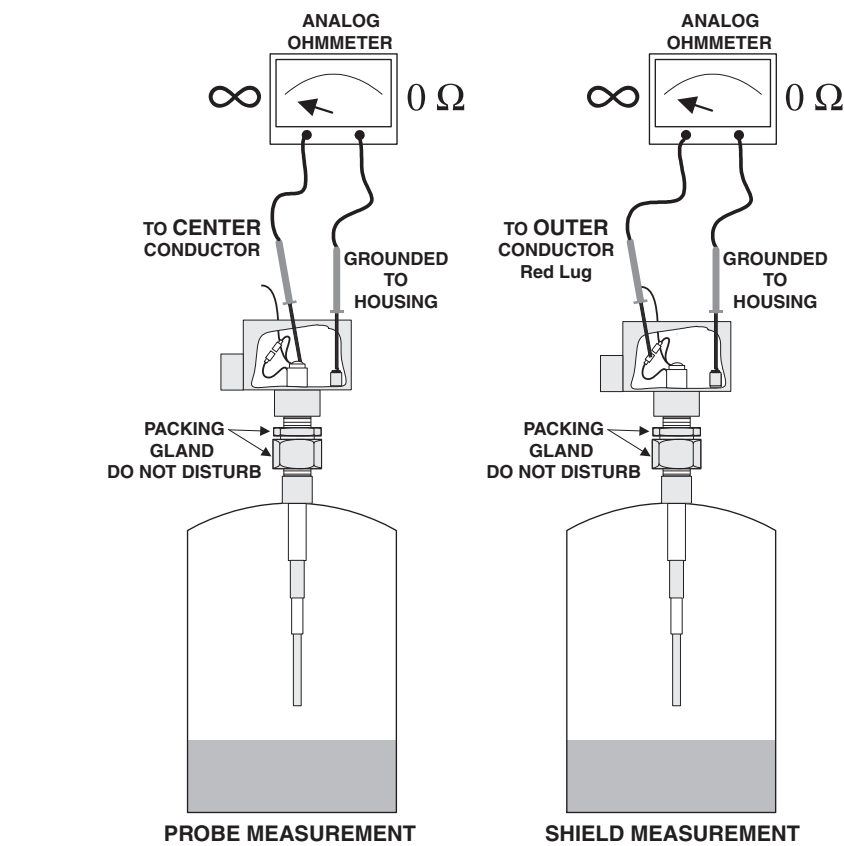 ANALOG
OHMMETER
∞ 0 Ω
TO CENTER
CONDUCTOR
GROUNDED
TO
HOUSING
PACKING
GLAND
DO NOT DISTURB
PROBE MEASUREMENT
ANALOG
OHMMETER
∞ 0 Ω
TO OUTER
CONDUCTOR
Red Lug
GROUNDED
TO
HOUSING
PACKING
GLAND
DO NOT DISTURB
SHIELD MEASUREMENT